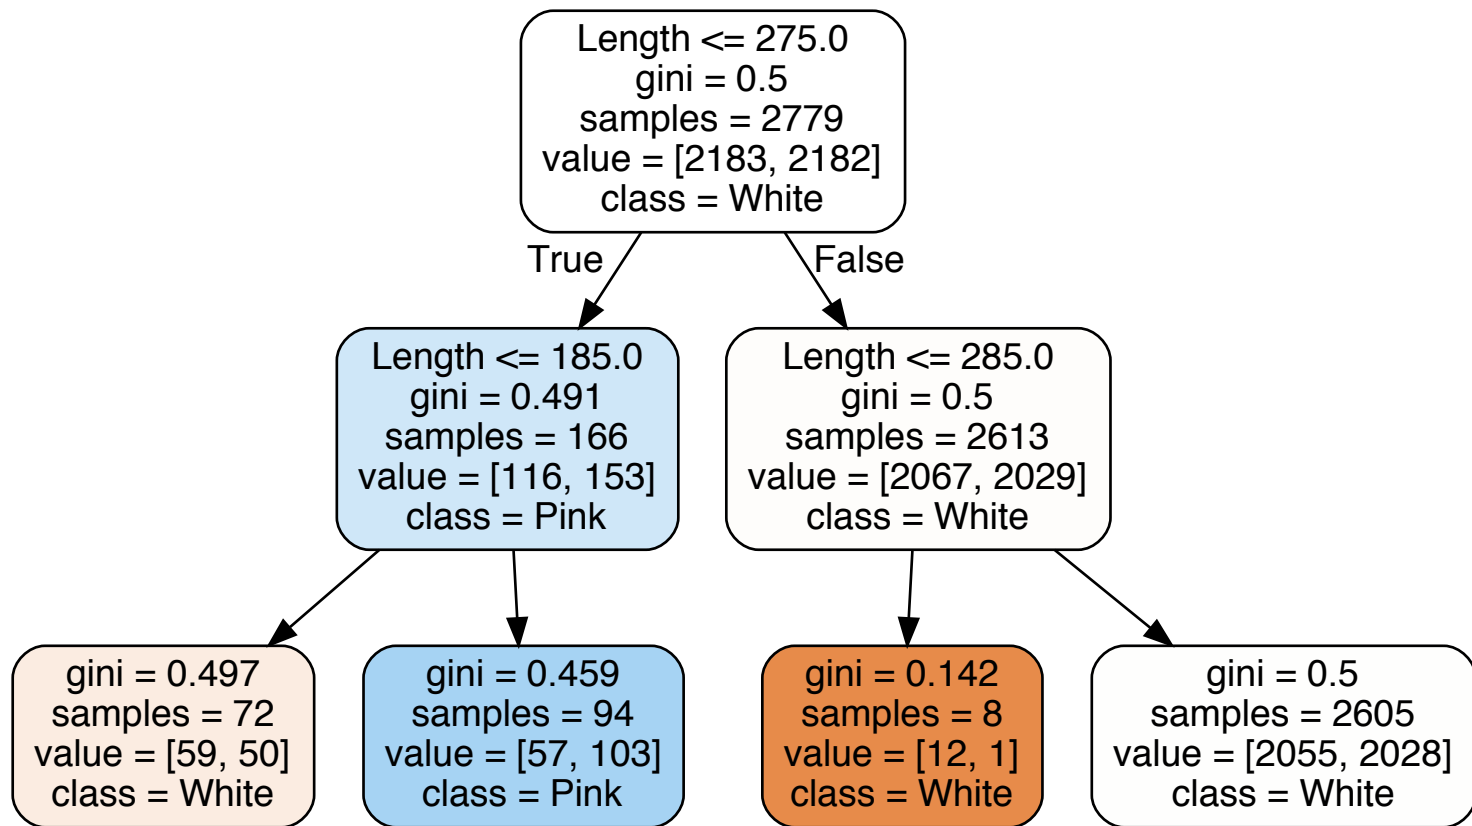 Length <= 275.0
gini = 0.5
samples = 2779
value = [2183, 2182]
class = White
True
False
Length <= 185.0
gini = 0.491
samples = 166
value = [116, 153]
class = Pink
Length <= 285.0
gini = 0.5
samples = 2613
value = [2067, 2029]
class = White
gini = 0.497
samples = 72
value = [59, 50]
class = White
gini = 0.459
samples = 94
value = [57, 103]
class = Pink
gini = 0.142
samples = 8
value = [12, 1]
class = White
gini = 0.5
samples = 2605
value = [2055, 2028]
class = White